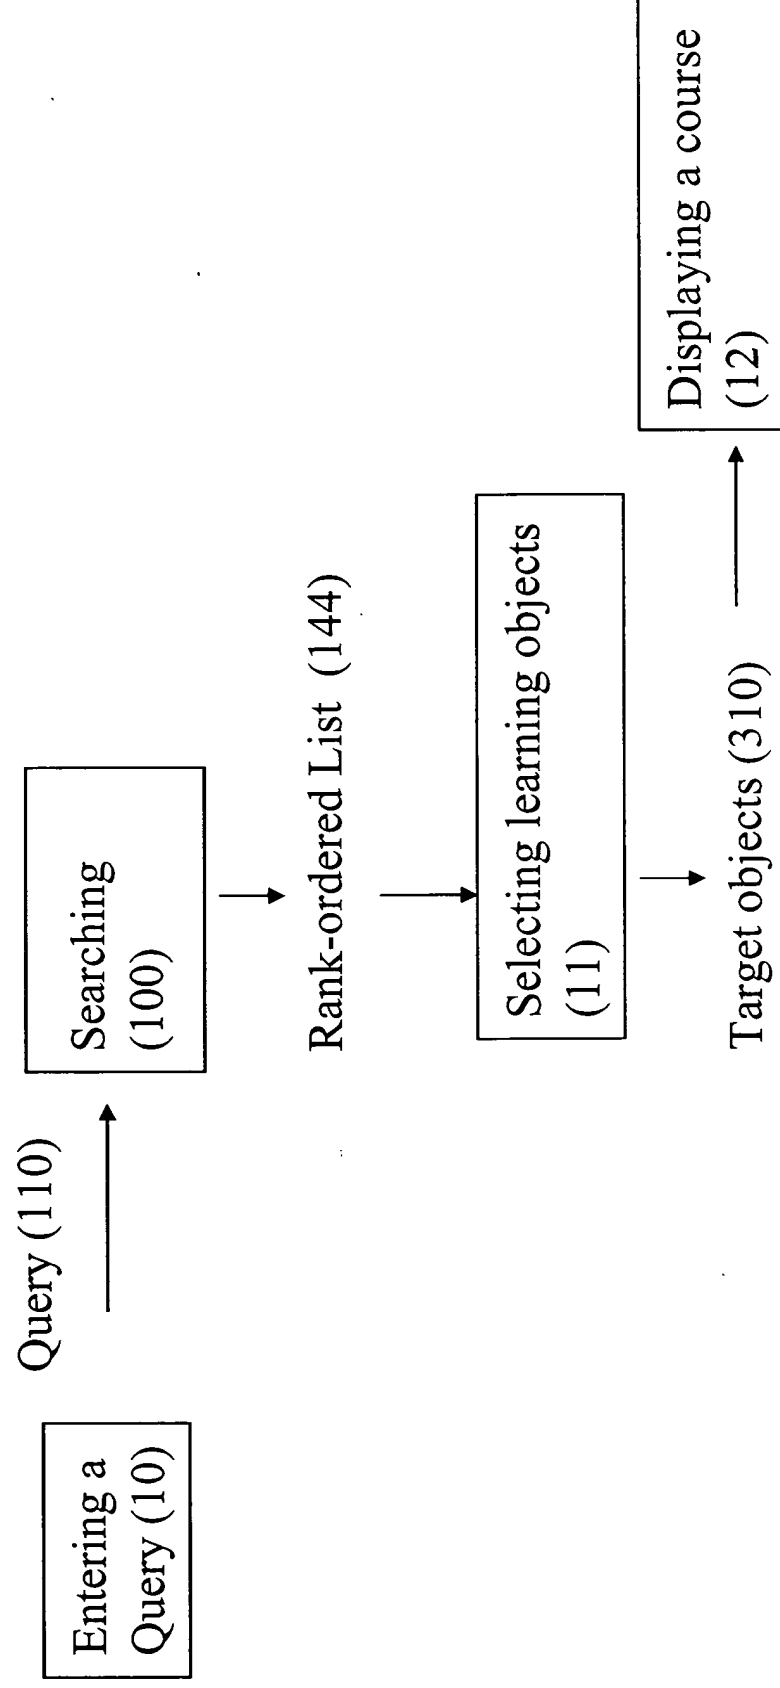 Entering a
Query (10)
Query (110)
Searching
(100)
Rank-ordered List (144)
Selecting learning objects
(11)
Target objects (310)
Displaying a course
(12)